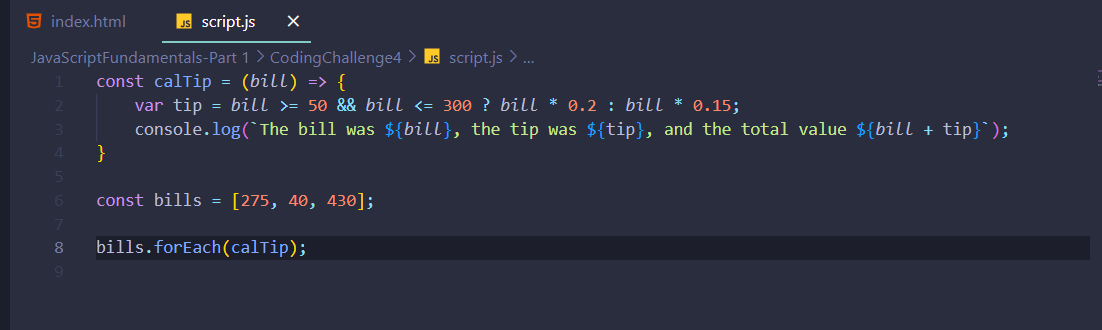 index.html JS script.js ×
JavaScriptFundamentals-Part 1 > CodingChallenge4 > JS script.js > ...
1 const calTip = (bill) => {
2 var tip = bill >= 50 && bill <= 300 ? bill * 0.2 : bill * 0.15;
3 console.log(`The bill was ${bill}, the tip was ${tip}, and the total value ${bill + tip}`);
4 }
5
6 const bills = [275, 40, 430];
7
8 bills.forEach(calTip);
9